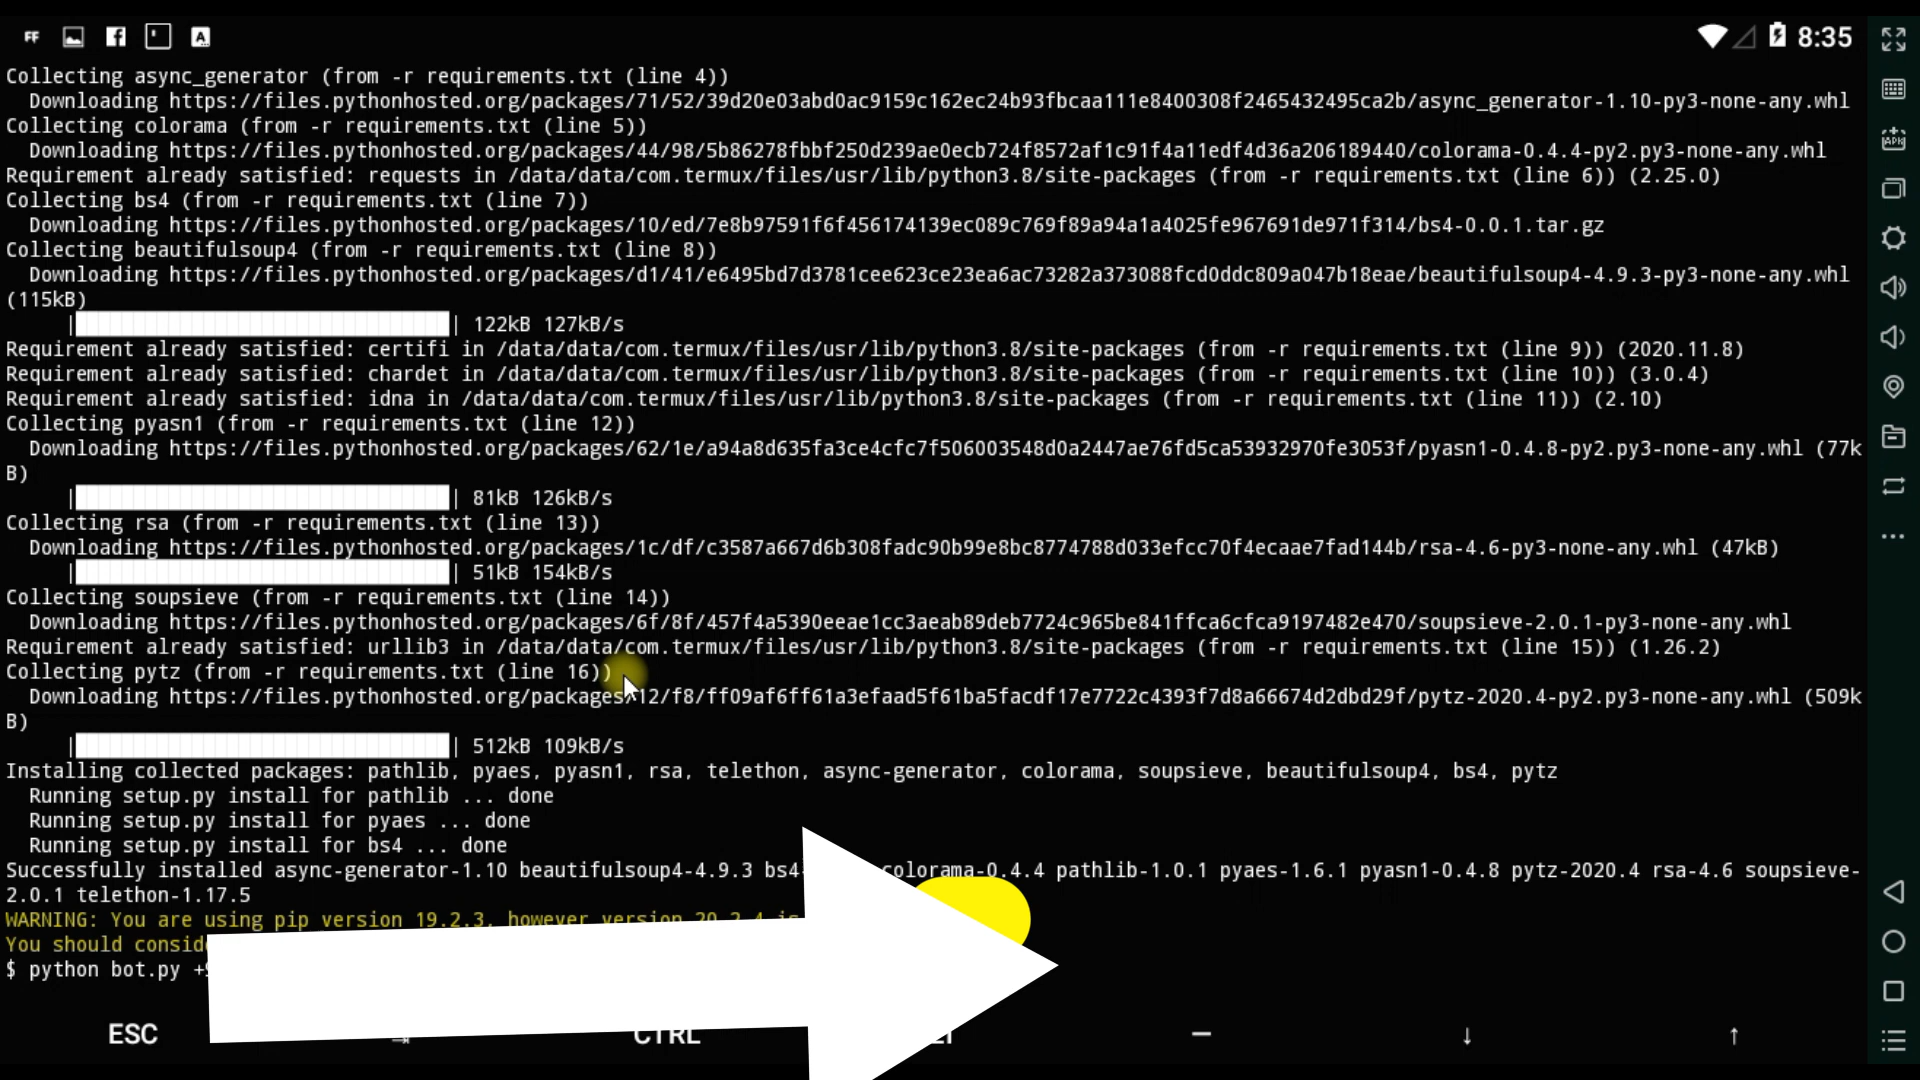 FF
8:35
Collecting async_generator (from -r requirements.txt (line 4))
Downloading https://files.pythonhosted.org/packages/71/52/39d20e03abd0ac9159c162ec24b93fbcaa111e8400308f2465432495ca2b/async_generator-1.10-py3-none-any.whl
Collecting colorama (from -r requirements.txt (line 5))
Downloading https://files.pythonhosted.org/packages/44/98/5b86278fbbf250d239ae0ecb724f8572af1c91f4a11edf4d36a206189440/colorama-0.4.4-py2.py3-none-any.whl
Requirement already satisfied: requests in /data/data/com.termux/files/usr/lib/python3.8/site-packages (from -r requirements.txt (line 6)) (2.25.0)
Collecting bs4 (from -r requirements.txt (line 7))
Downloading https://files.pythonhosted.org/packages/10/ed/7e8b97591f6f456174139ec089c769f89a94a1a4025fe967691de971f314/bs4-0.0.1.tar.gz
Collecting beautifulsoup4 (from -r requirements.txt (line 8))
Downloading https://files.pythonhosted.org/packages/d1/41/e6495bd7d3781cee623ce23ea6ac73282a373088fcd0ddc809a047b18eae/beautifulsoup4-4.9.3-py3-none-any.whl
(115kB)
| | 122kB 127kB/s
Requirement already satisfied: certifi in /data/data/com.termux/files/usr/lib/python3.8/site-packages (from -r requirements.txt (line 9)) (2020.11.8)
Requirement already satisfied: chardet in /data/data/com.termux/files/usr/lib/python3.8/site-packages (from -r requirements.txt (line 10)) (3.0.4)
Requirement already satisfied: idna in /data/data/com.termux/files/usr/lib/python3.8/site-packages (from -r requirements.txt (line 11)) (2.10)
Collecting pyasn1 (from -r requirements.txt (line 12))
Downloading https://files.pythonhosted.org/packages/62/1e/a94a8d635fa3ce4cfc7f506003548d0a2447ae76fd5ca53932970fe3053f/pyasn1-0.4.8-py2.py3-none-any.whl (77k
B)
| | 81kB 126kB/s
Collecting rsa (from -r requirements.txt (line 13))
Downloading https://files.pythonhosted.org/packages/1c/df/c3587a667d6b308fadc90b99e8bc8774788d033efcc70f4ecaae7fad144b/rsa-4.6-py3-none-any.whl (47kB)
| | 51kB 154kB/s
Collecting soupsieve (from -r requirements.txt (line 14))
Downloading https://files.pythonhosted.org/packages/6f/8f/457f4a5390eeae1cc3aeab89deb7724c965be841ffca6cfca9197482e470/soupsieve-2.0.1-py3-none-any.whl
Requirement already satisfied: urllib3 in /data/data/com.termux/files/usr/lib/python3.8/site-packages (from -r requirements.txt (line 15)) (1.26.2)
Collecting pytz (from -r requirements.txt (line 16))
Downloading https://files.pythonhosted.org/packages/12/f8/ff09af6ff61a3efaad5f61ba5facdf17e7722c4393f7d8a66674d2dbd29f/pytz-2020.4-py2.py3-none-any.whl (509k
B)
| | 512kB 109kB/s
Installing collected packages: pathlib, pyaes, pyasn1, rsa, telethon, async-generator, colorama, soupsieve, beautifulsoup4, bs4, pytz
Running setup.py install for pathlib ... done
Running setup.py install for pyaes ... done
Running setup.py install for bs4 ... done
Successfully installed async-generator-1.10 beautifulsoup4-4.9.3 bs4- colorama-0.4.4 pathlib-1.0.1 pyaes-1.6.1 pyasn1-0.4.8 pytz-2020.4 rsa-4.6 soupsieve-
2.0.1 telethon-1.17.5
WARNING: You are using pip version 19.2.3, however version 20.2.4 is
You should
$ python bot.py
ESC CTRL — ↓ ↑